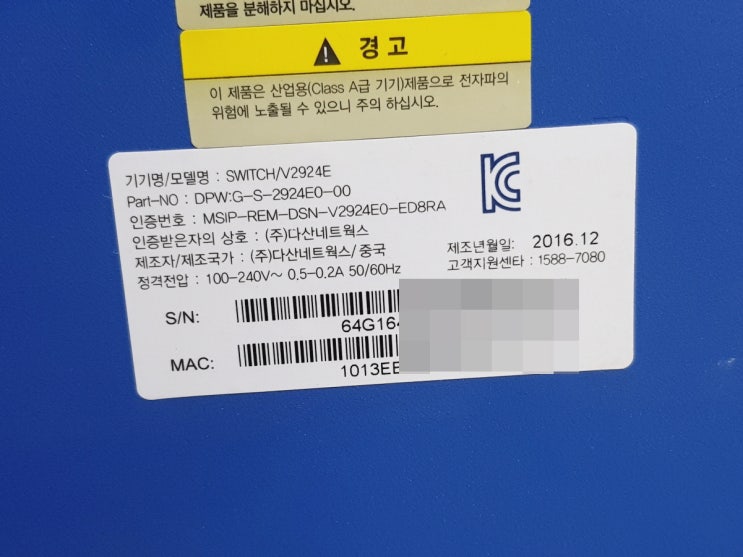 제품을 분해하지 마십시오.
경고
이 제품은 산업용(Class A급 기기)제품으로 전자파의
위험에 노출될 수 있으니 주의 하십시오.
기기명/모델명 : SWITCH/V2924E
Part-NO : DPW:G-S-2924E0-00
인증번호 : MSIP-REM-DSN-V2924E0-ED8RA
인증받은자의 상호 : (주)다산네트웍스
제조자/제조국가 : (주)다산네트웍스/ 중국
정격전압 : 100-240V~ 0.5-0.2A 50/60Hz
제조년월일: 2016.12
고객지원센타 : 1588-7080
S/N:
64G164
MAC:
1013EE